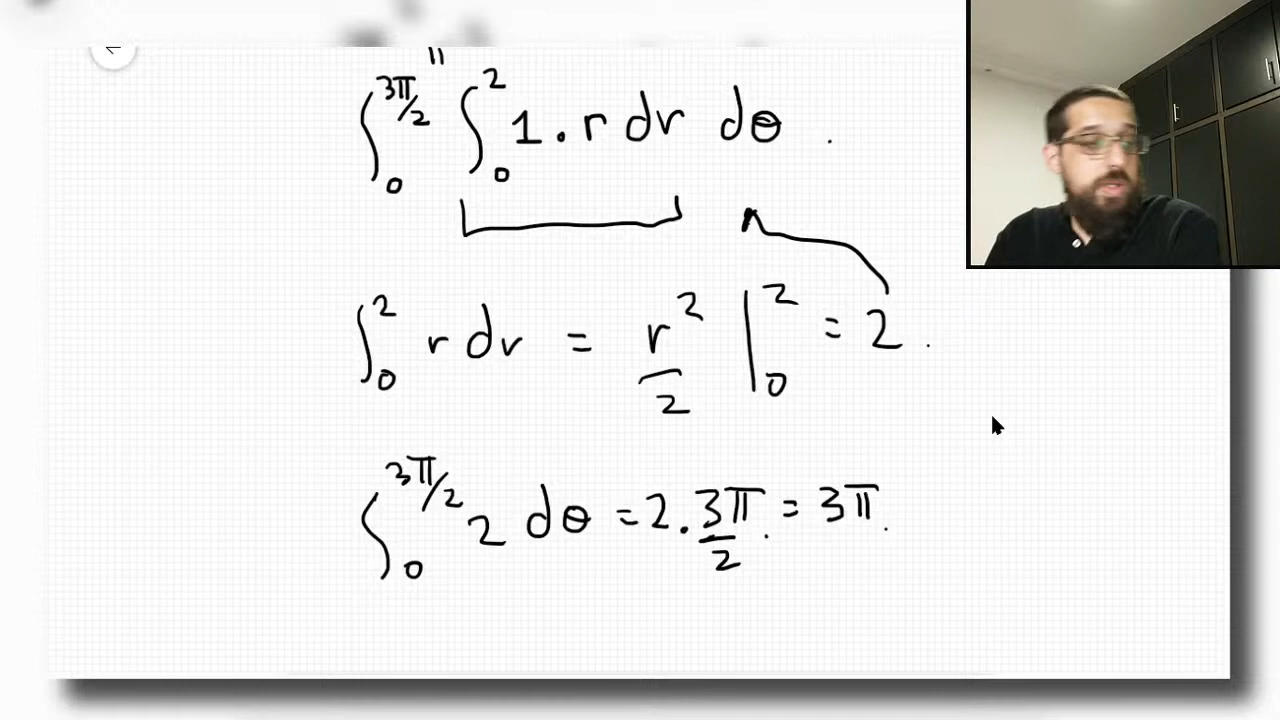 "
∫₀^{3π/2} ∫₀² 1 . r dr dθ .
∫₀² r dr = r²/2 |₀² = 2 .
∫₀^{3π/2} 2 dθ = 2 . 3π/2 . = 3π .